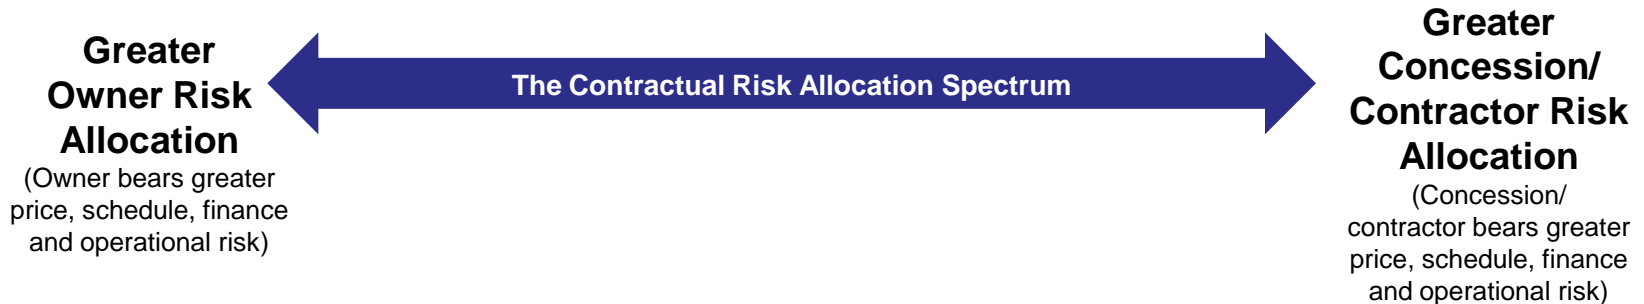 Greater
Owner Risk
Allocation
(Owner bears greater
price, schedule, finance
and operational risk)
The Contractual Risk Allocation Spectrum
Greater
Concession/
Contractor Risk
Allocation
(Concession/
contractor bears greater
price, schedule, finance
and operational risk)